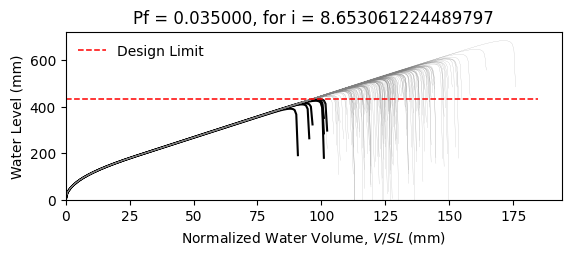 Pf = 0.035000, for i = 8.653061224489797
Design Limit
Water Level (mm)
600
400
200
0
0 25 50 75 100 125 150 175
Normalized Water Volume, V/SL (mm)